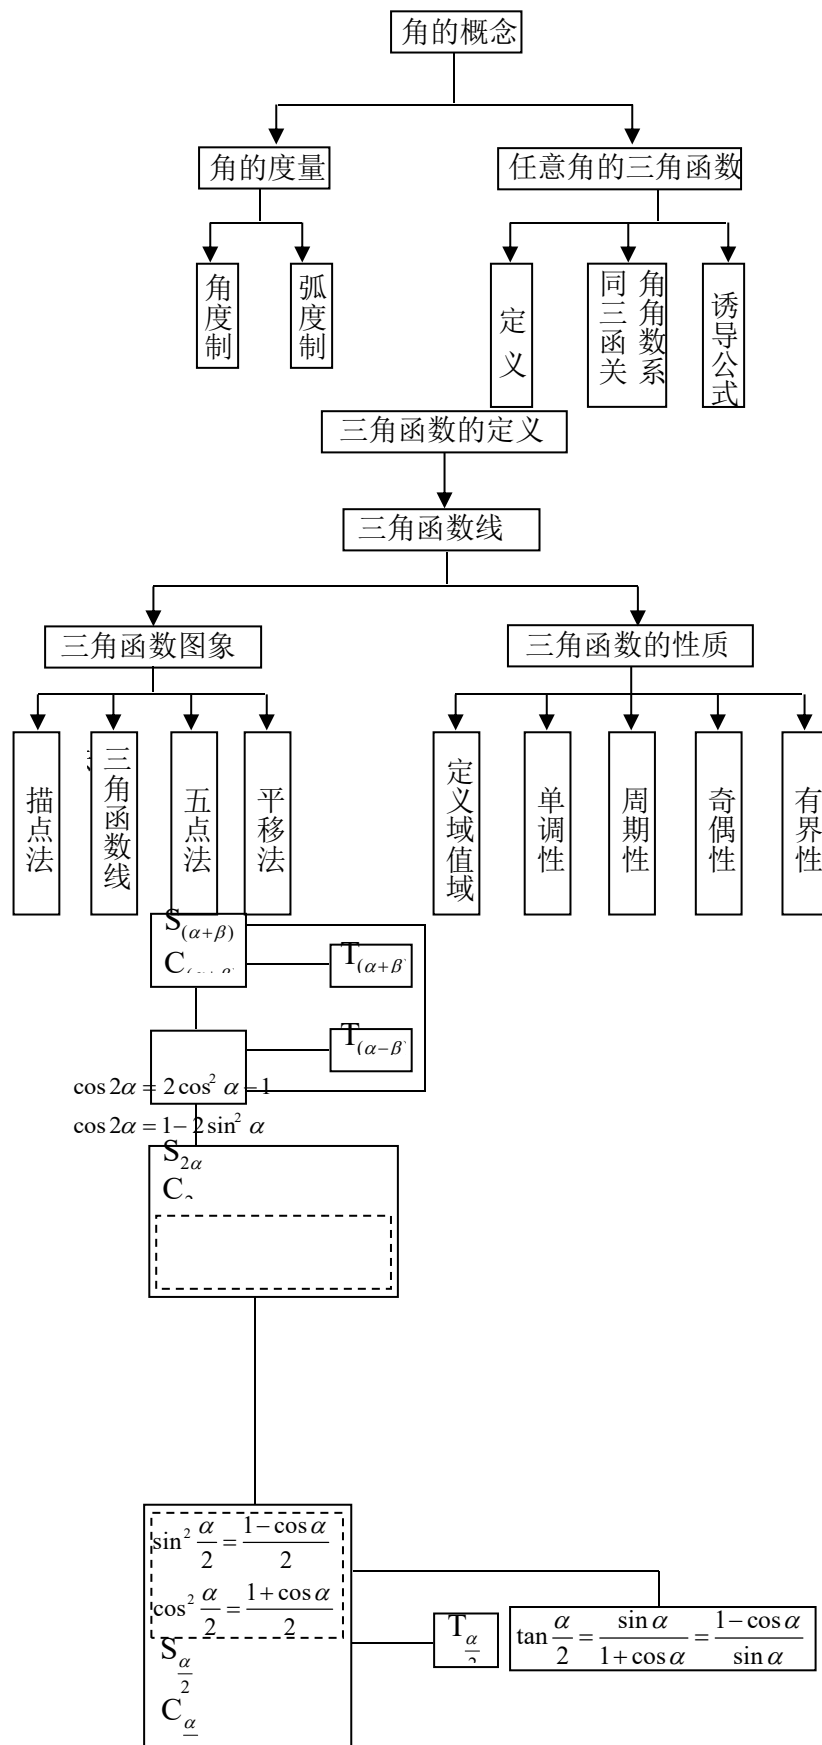 角的概念
角的度量
任意角的三角函数
角度制
弧度制
定义
同角三角函数关系
诱导公式
三角函数的定义
三角函数线
三角函数图象
三角函数的性质
描点法
三角函数线
五点法
平移法
定义域值域
单调性
周期性
奇偶性
有界性
S(α+β)
C(α+β
T(α+β)
T(α−β)
cos 2α = 2cos² α − 1
cos 2α = 1 − 2sin² α
S2α
C2
sin² α/2 = (1 − cos α)/2
cos² α/2 = (1 + cos α)/2
Sα/2
Cα
Tα/2
tan α/2 = sin α/(1 + cos α) = (1 − cos α)/sin α